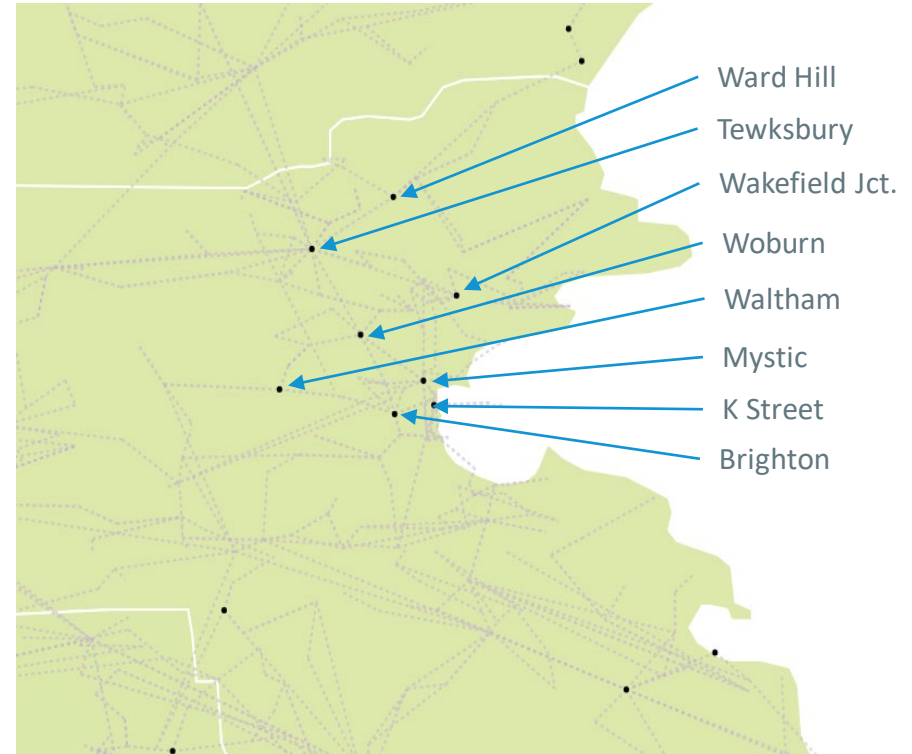 Ward Hill
Tewksbury
Wakefield Jct.
Woburn
Waltham
Mystic
K Street
Brighton